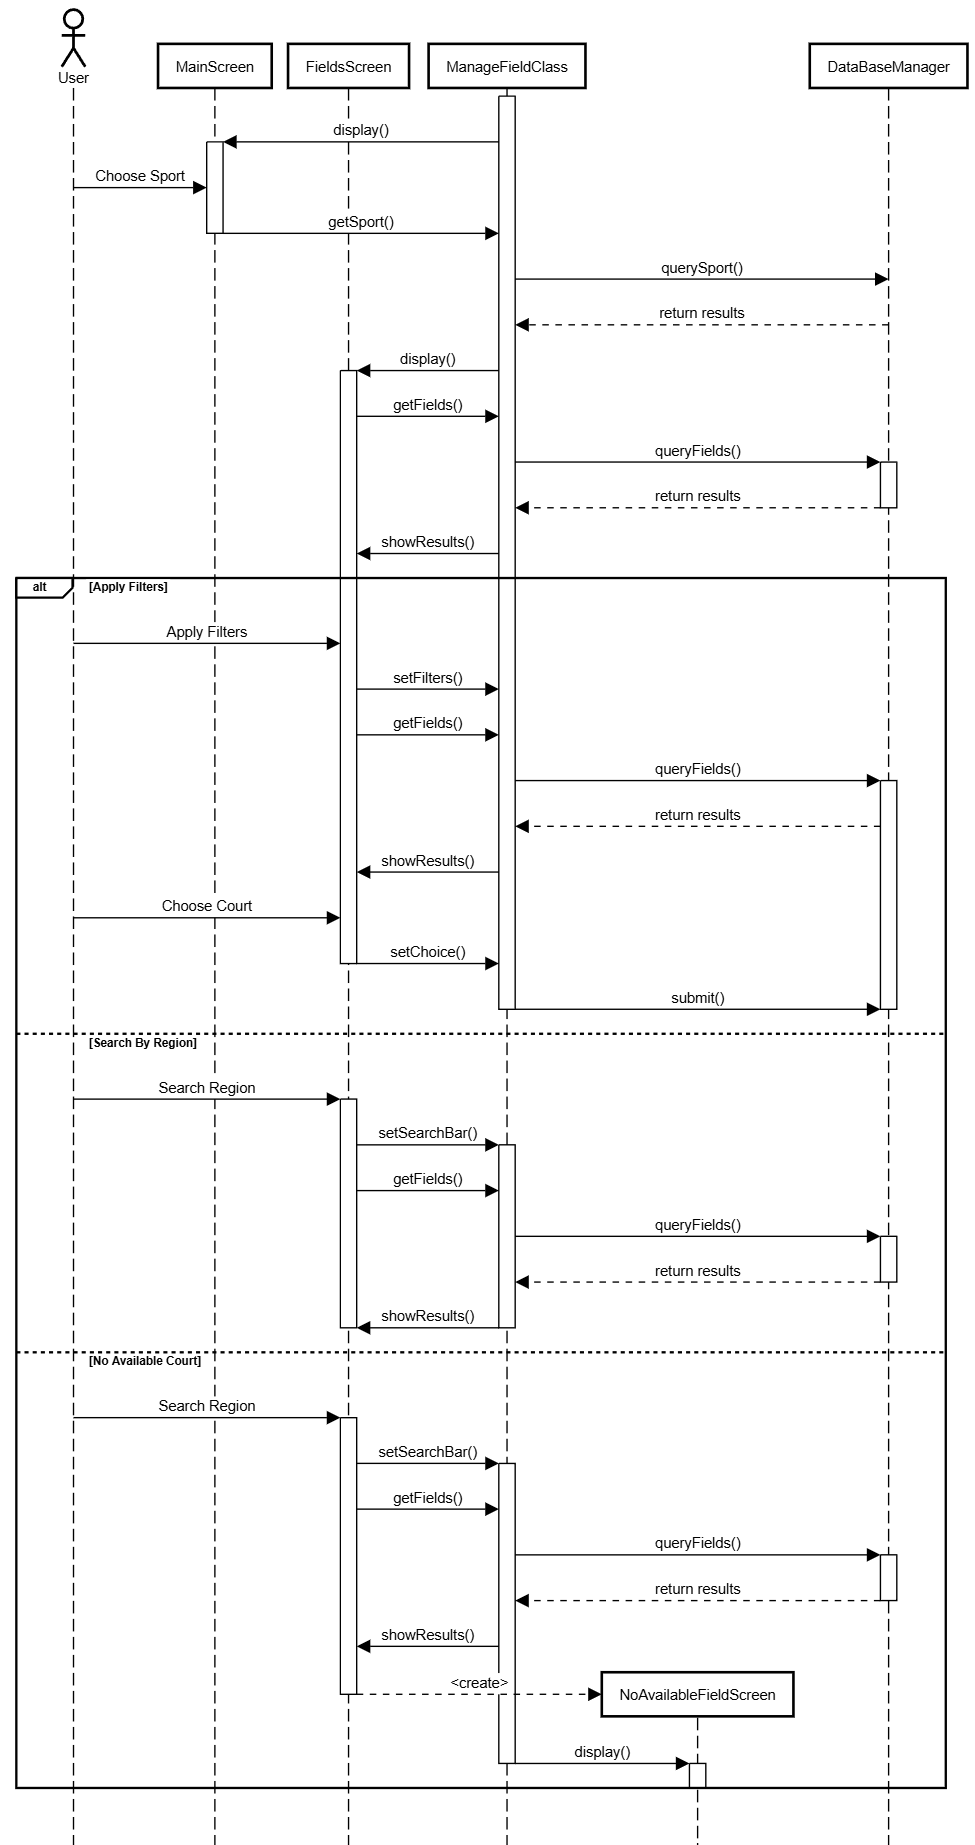 User
MainScreen
FieldsScreen
ManageFieldClass
DataBaseManager
display()
Choose Sport
getSport()
querySport()
return results
display()
getFields()
queryFields()
return results
showResults()
alt
[Apply Filters]
Apply Filters
setFilters()
getFields()
queryFields()
return results
showResults()
Choose Court
setChoice()
submit()
[Search By Region]
Search Region
setSearchBar()
getFields()
queryFields()
return results
showResults()
[No Available Court]
Search Region
setSearchBar()
getFields()
queryFields()
return results
showResults()
<create>
NoAvailableFieldScreen
display()